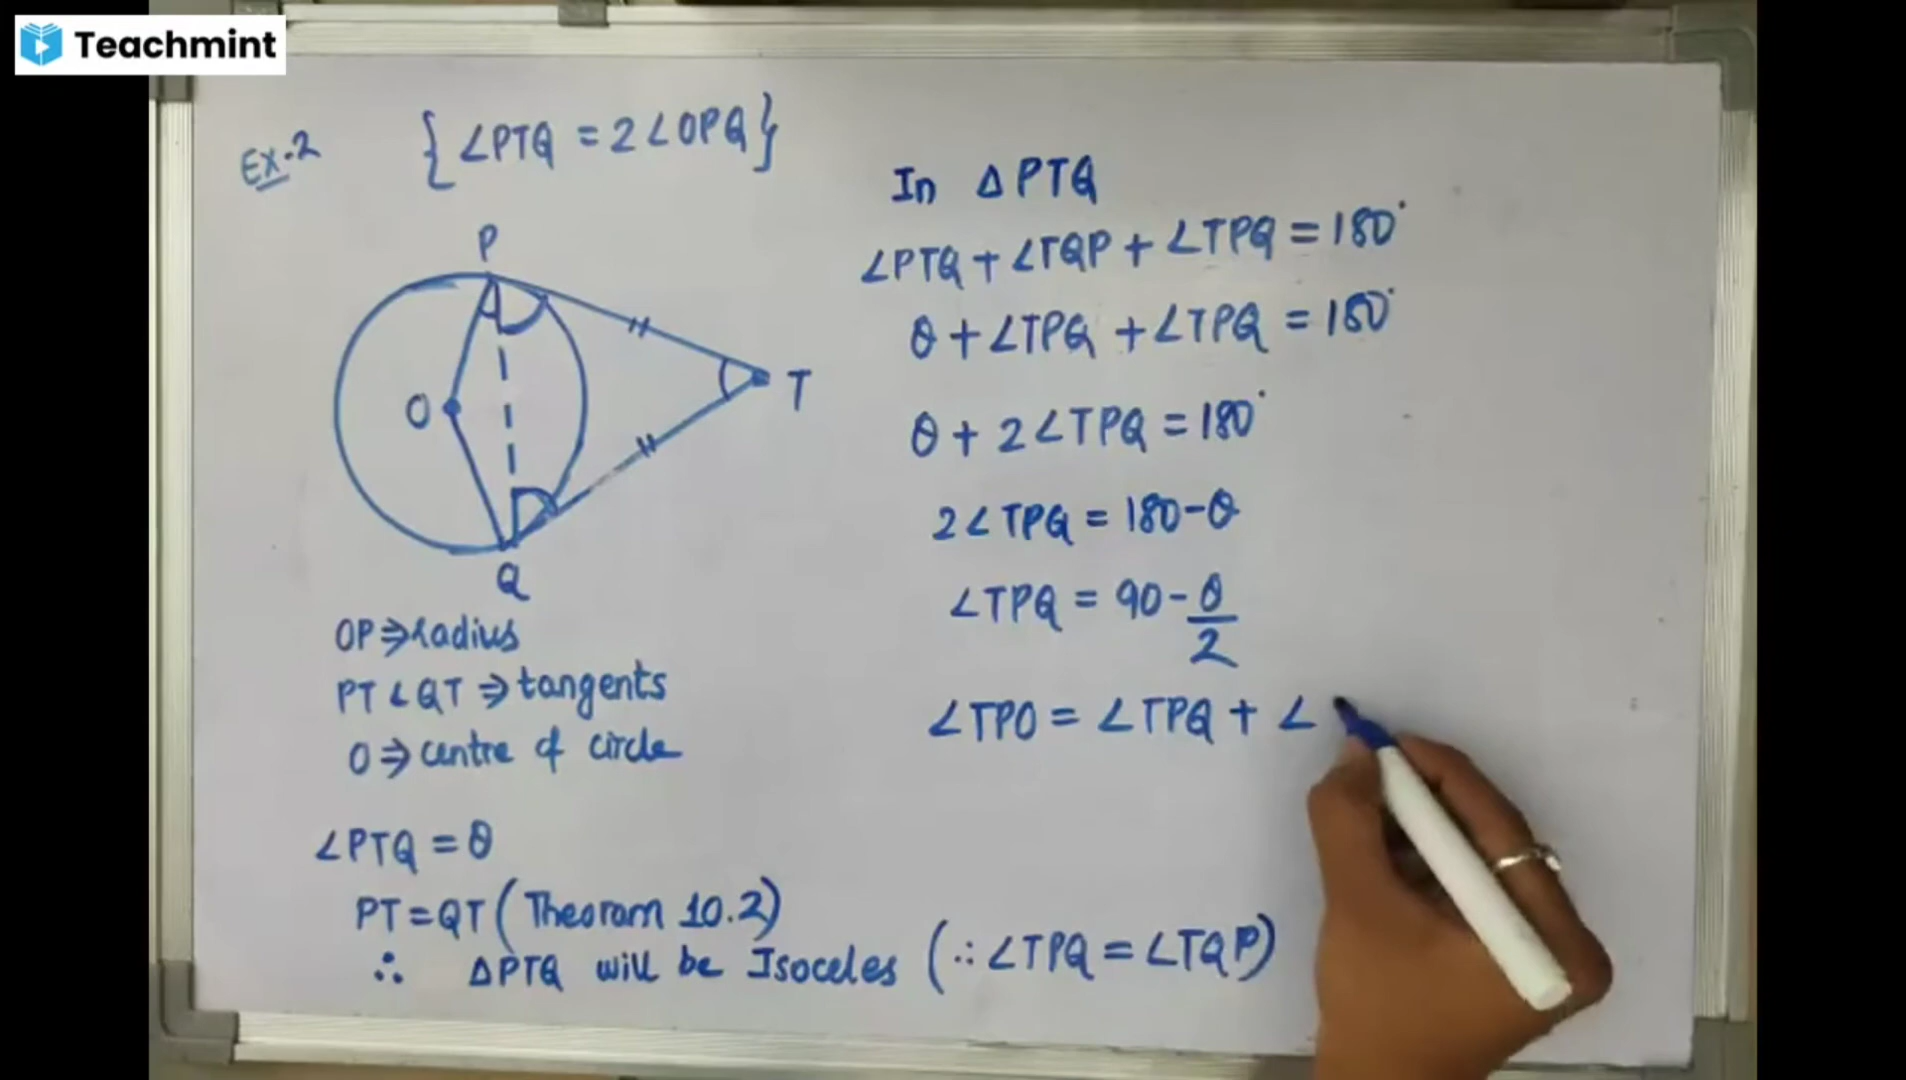 Teachmint
Ex.2 {∠PTQ = 2∠OPQ}
P
O
T
Q
OP ⇒ radius
PT & QT ⇒ tangents
O ⇒ centre of circle
∠PTQ = θ
PT = QT (Theoram 10.2)
∴ ΔPTQ will be Isoceles (∴ ∠TPQ = ∠TQP)
In ΔPTQ
∠PTQ + ∠TQP + ∠TPQ = 180°
θ + ∠TPQ + ∠TPQ = 180°
θ + 2∠TPQ = 180°
2∠TPQ = 180 - θ
∠TPQ = 90 - θ/2
∠TPO = ∠TPQ + ∠